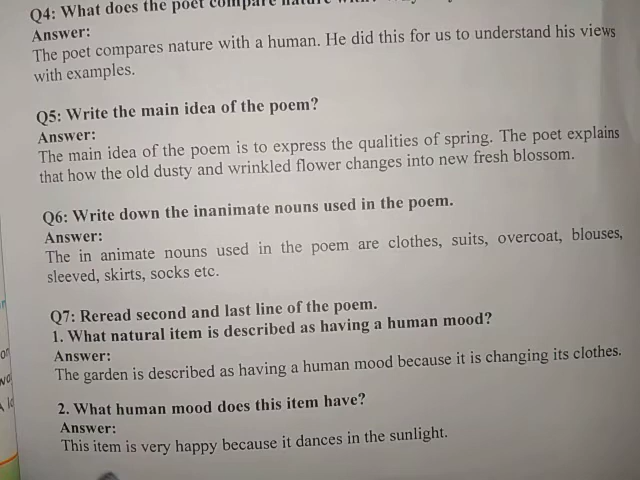 Q4: What does the poet compare
Answer:
The poet compares nature with a human. He did this for us to understand his views
with examples.
Q5: Write the main idea of the poem?
Answer:
The main idea of the poem is to express the qualities of spring. The poet explains
that how the old dusty and wrinkled flower changes into new fresh blossom.
Q6: Write down the inanimate nouns used in the poem.
Answer:
The in animate nouns used in the poem are clothes, suits, overcoat, blouses,
sleeved, skirts, socks etc.
Q7: Reread second and last line of the poem.
1. What natural item is described as having a human mood?
Answer:
The garden is described as having a human mood because it is changing its clothes.
2. What human mood does this item have?
Answer:
This item is very happy because it dances in the sunlight.